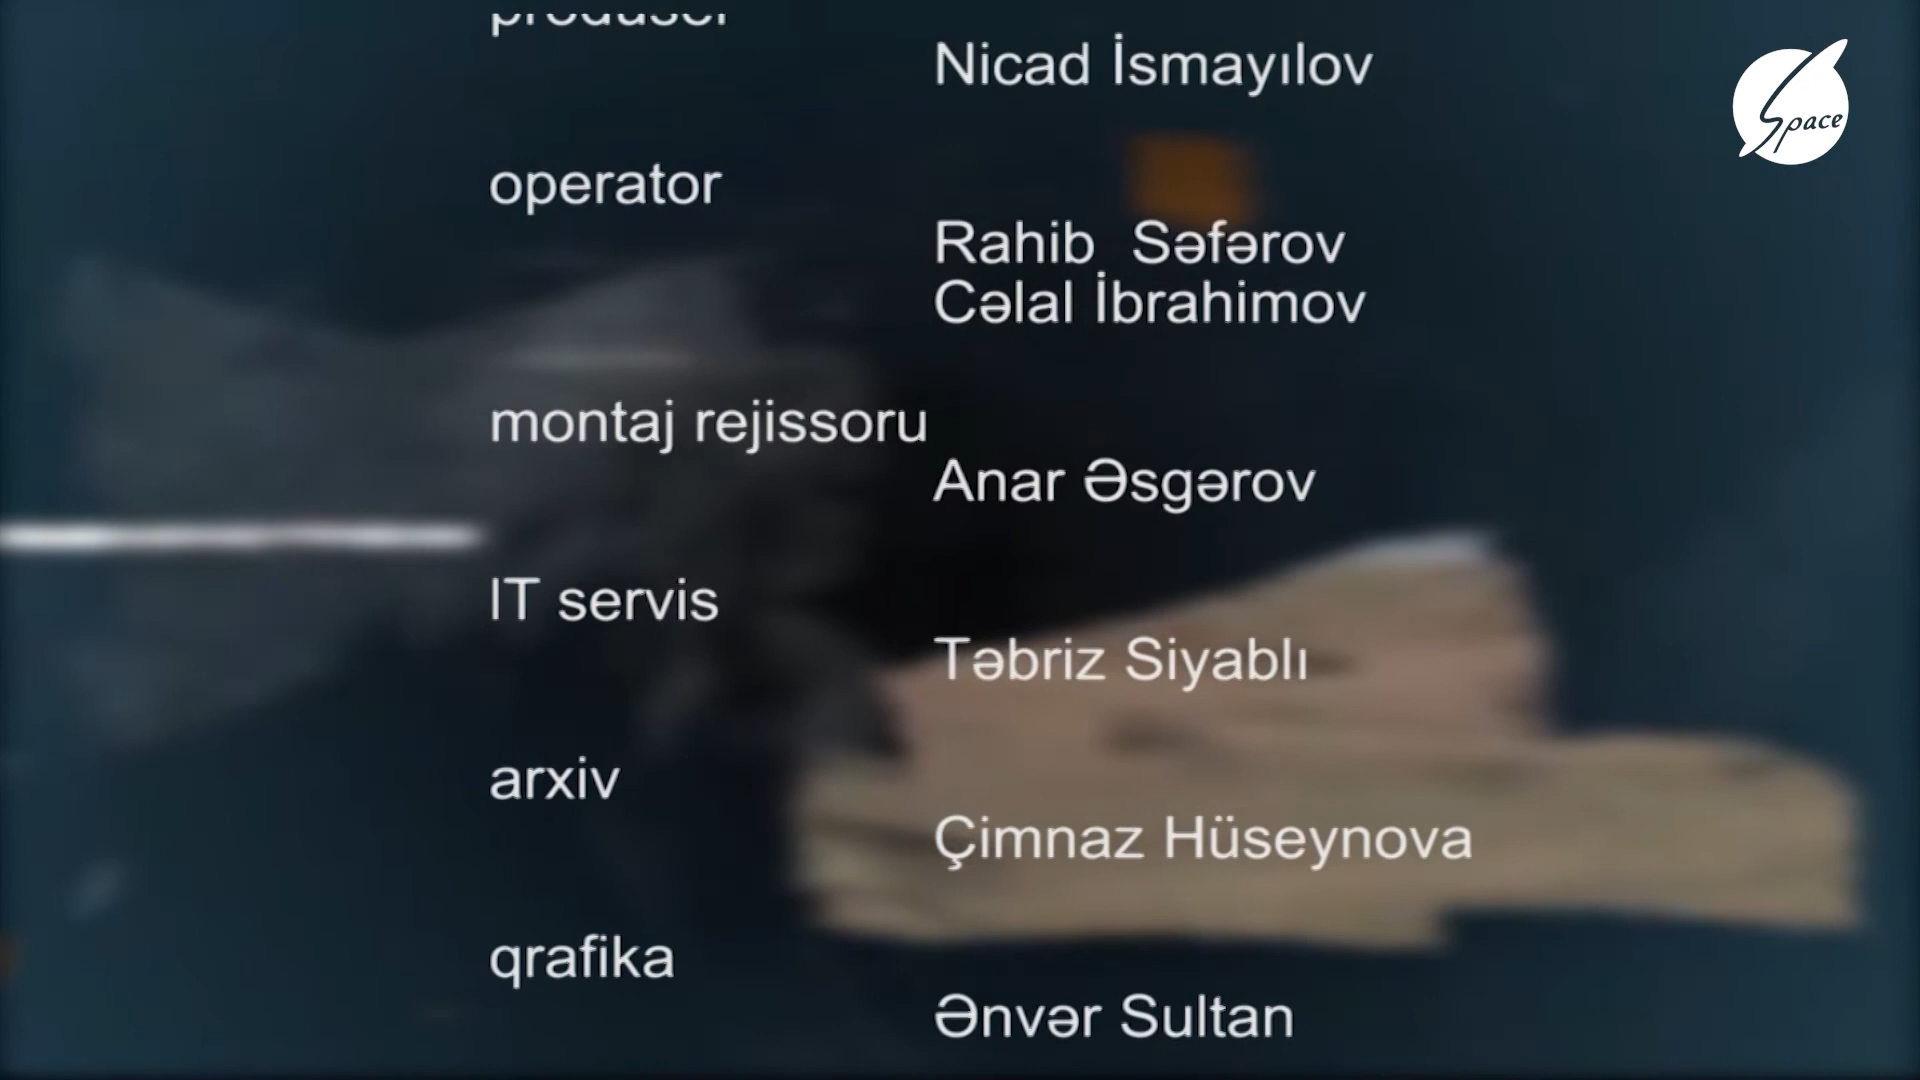 produser
Nicad İsmayılov
Space
operator
Rahib Səfərov
Cəlal İbrahimov
montaj rejissoru
Anar Əsgərov
IT servis
Təbriz Siyablı
arxiv
Çimnaz Hüseynova
qrafika
Ənvər Sultan